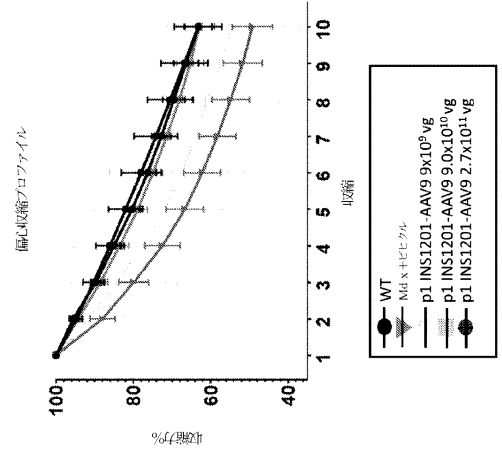 偏心収縮プロファイル
収縮力%
100
80
60
40
1 2 3 4 5 6 7 8 9 10
収縮
WT
Md x +ビヒクル
p1 INS1201-AAV9 9x10⁹ vg
p1 INS1201-AAV9 9.0x10¹⁰ vg
p1 INS1201-AAV9 2.7x10¹¹ vg